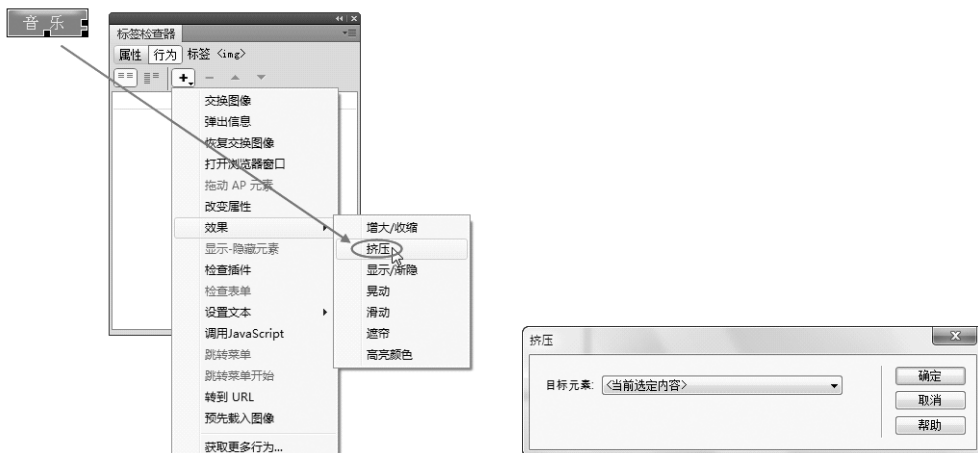 音 乐
标签检查器
属性 行为 标签 <img>
交换图像
弹出信息
恢复交换图像
打开浏览器窗口
拖动 AP 元素
改变属性
效果
显示-隐藏元素
检查插件
检查表单
设置文本
调用JavaScript
跳转菜单
跳转菜单开始
转到 URL
预先载入图像
获取更多行为...
增大/收缩
挤压
显示/渐隐
晃动
滑动
遮帘
高亮颜色
挤压
目标元素: <当前选定内容>
确定
取消
帮助